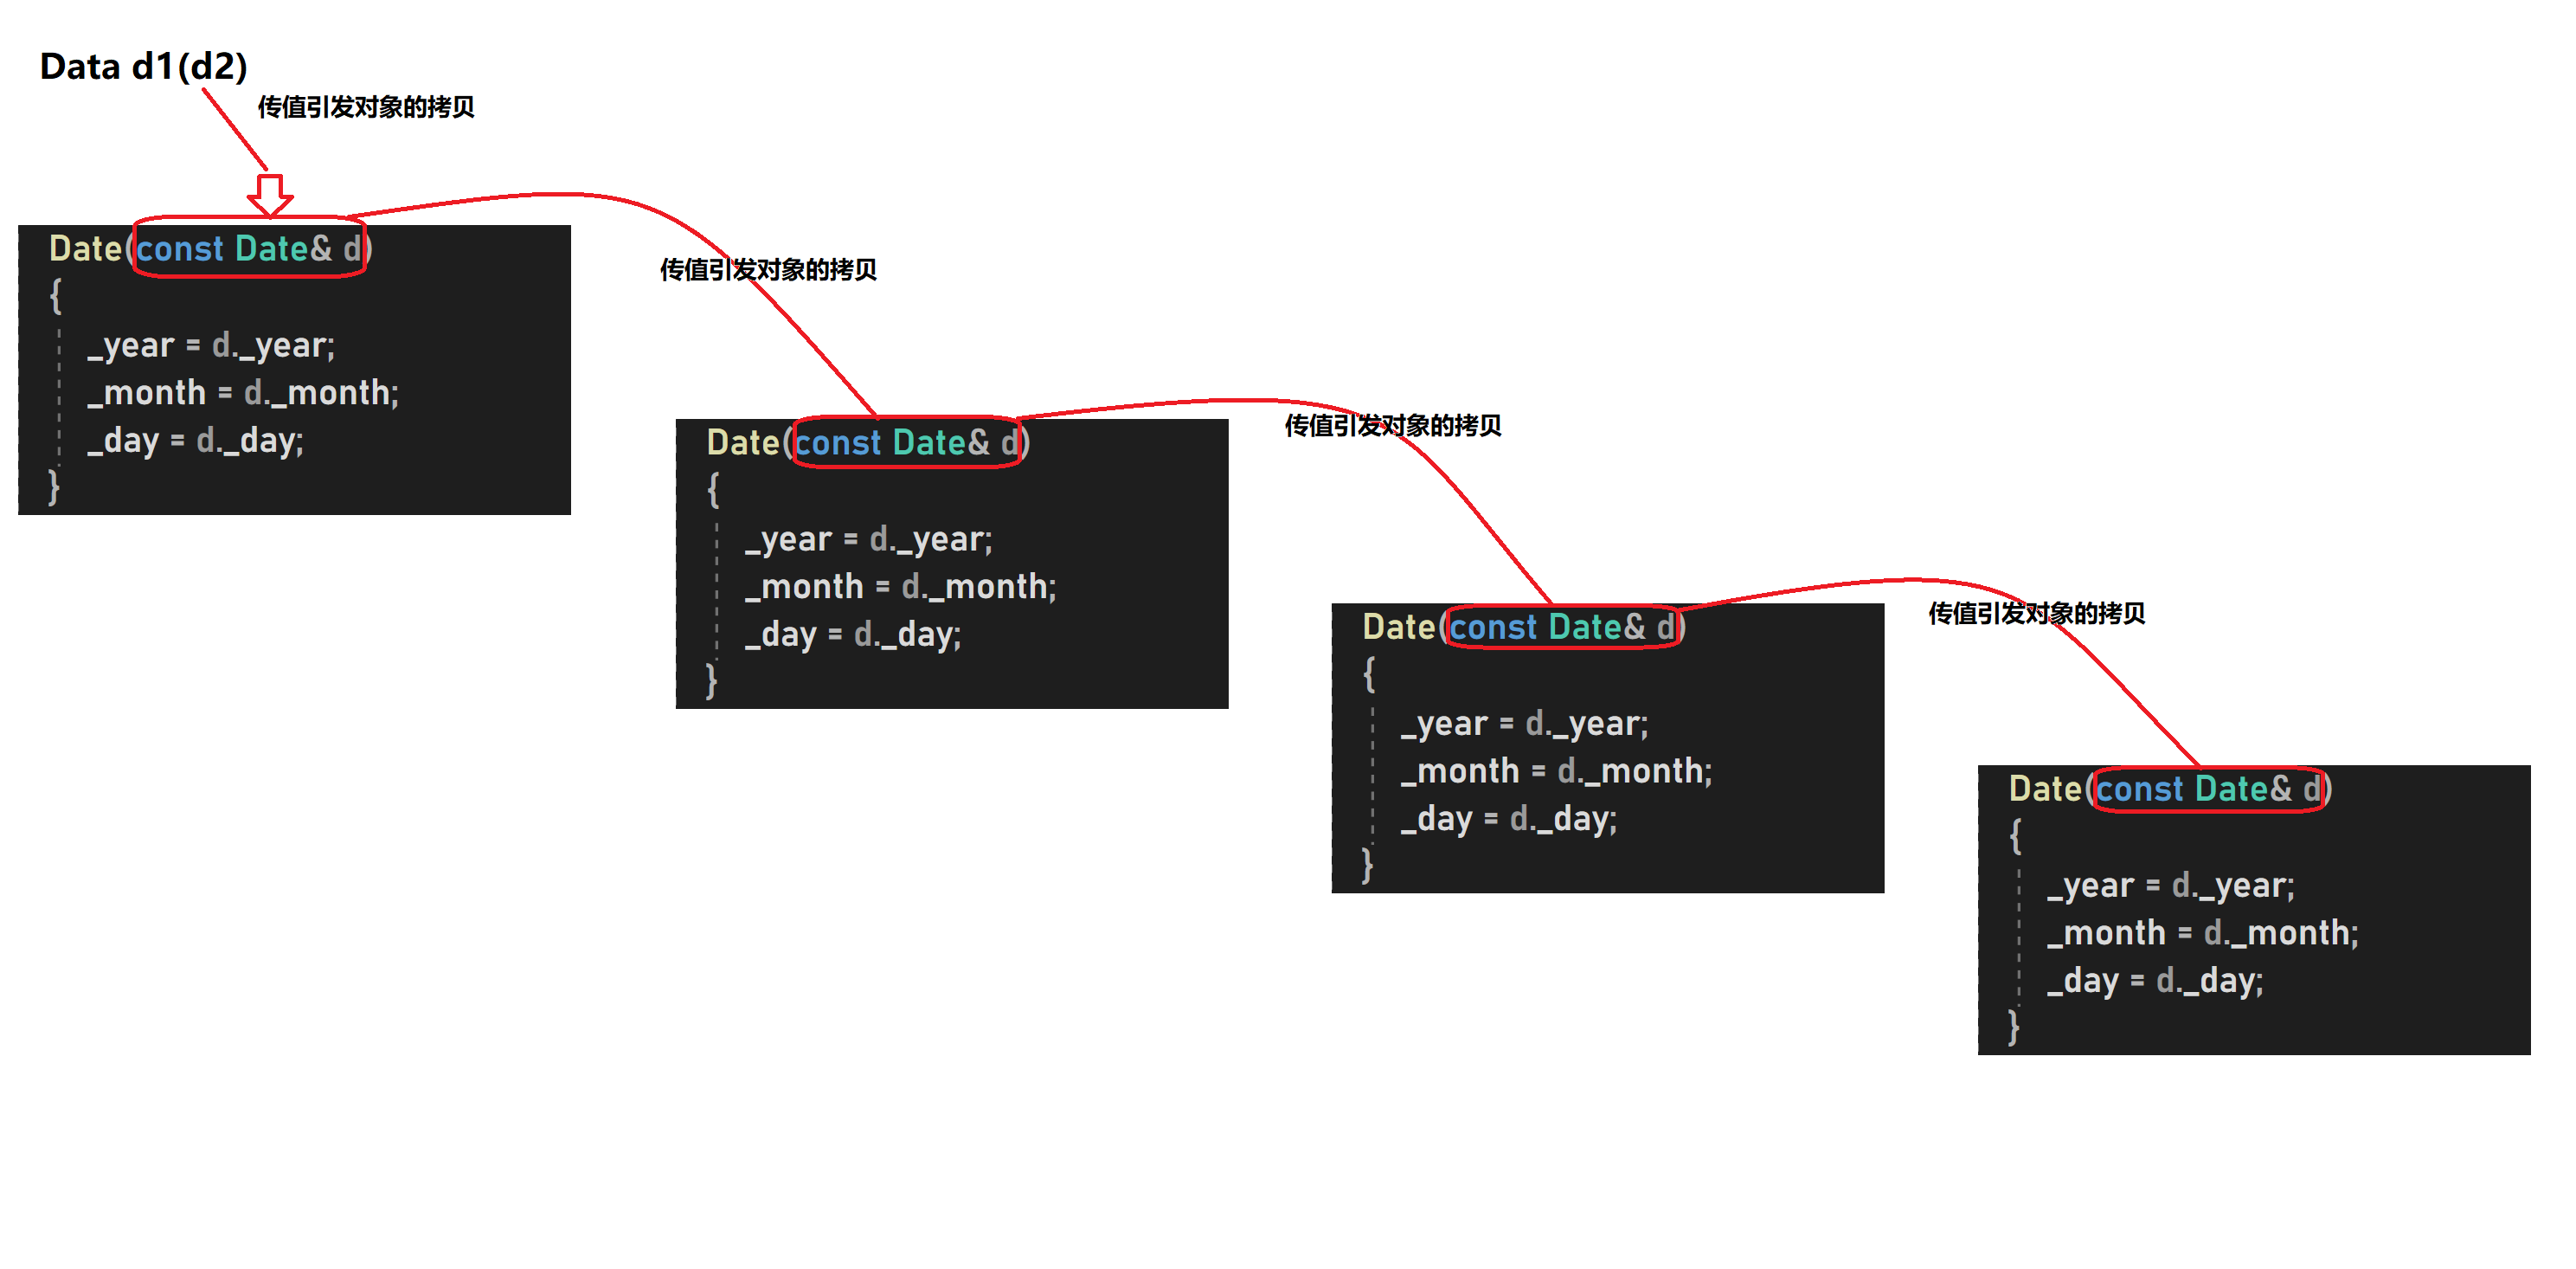 Data d1(d2)
传值引发对象的拷贝
Date(const Date& d)
{
_year = d._year;
_month = d._month;
_day = d._day;
}
传值引发对象的拷贝
Date(const Date& d)
{
_year = d._year;
_month = d._month;
_day = d._day;
}
传值引发对象的拷贝
Date(const Date& d)
{
_year = d._year;
_month = d._month;
_day = d._day;
}
传值引发对象的拷贝
Date(const Date& d)
{
_year = d._year;
_month = d._month;
_day = d._day;
}